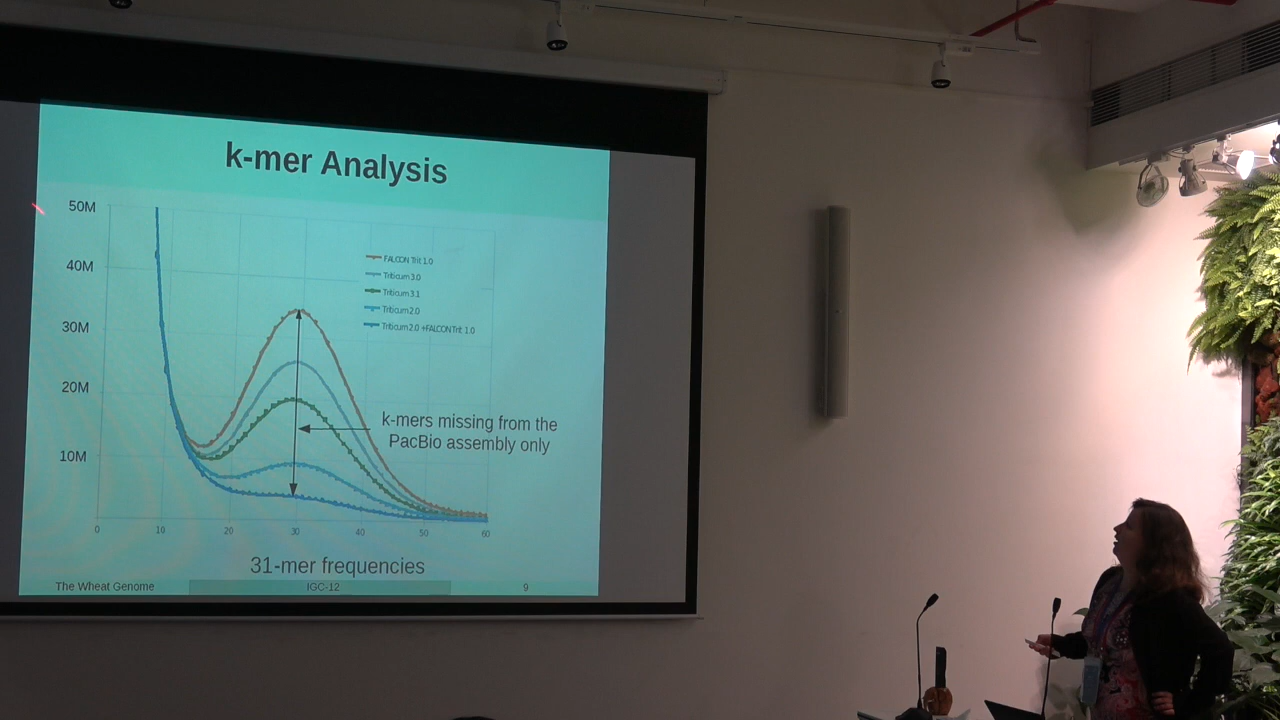 k-mer Analysis
50M
40M
30M
20M
10M
FALCON Trit 1.0
Triticum 3.0
Triticum 3.1
Triticum 2.0
Triticum 2.0 +FALCON Trit 1.0
k-mers missing from the
PacBio assembly only
0 10 20 30 40 50 60
31-mer frequencies
The Wheat Genome IGC-12 9